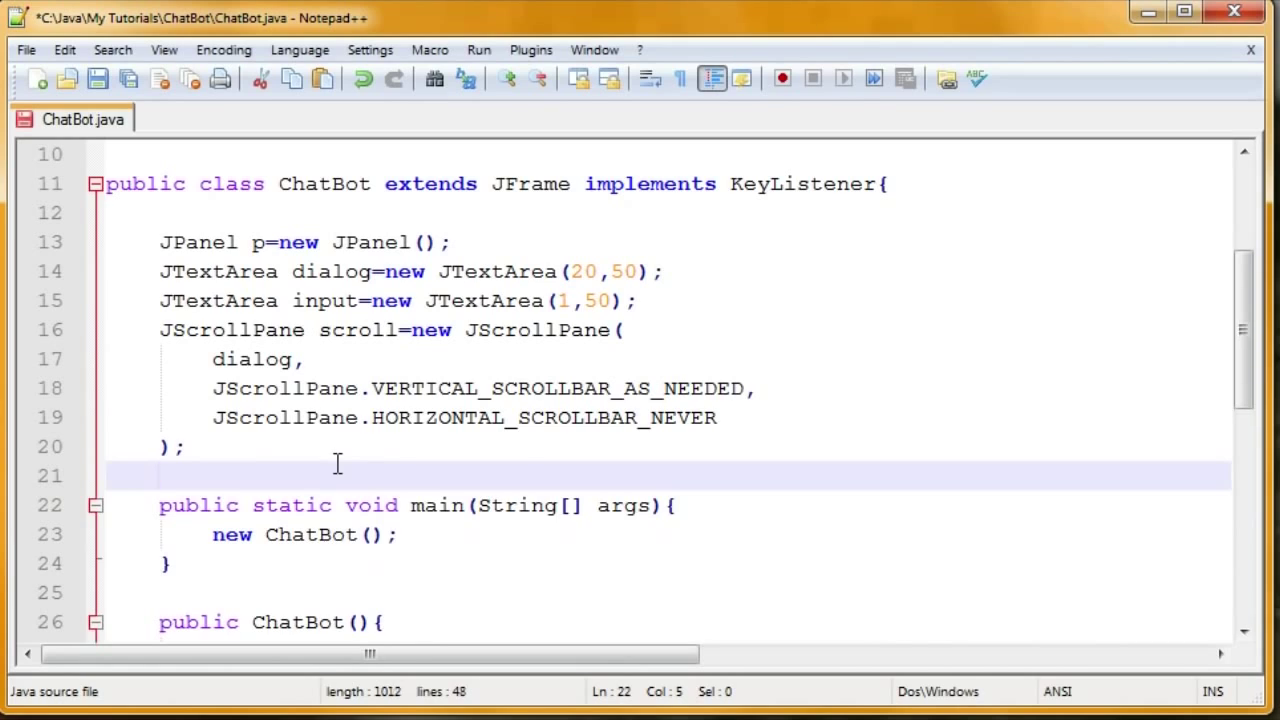 *C:\Java\My Tutorials\ChatBot\ChatBot.java - Notepad++
File Edit Search View Encoding Language Settings Macro Run Plugins Window ? X
ABC
ChatBot.java
10
11 public class ChatBot extends JFrame implements KeyListener{
12
13 JPanel p=new JPanel();
14 JTextArea dialog=new JTextArea(20,50);
15 JTextArea input=new JTextArea(1,50);
16 JScrollPane scroll=new JScrollPane(
17 dialog,
18 JScrollPane.VERTICAL_SCROLLBAR_AS_NEEDED,
19 JScrollPane.HORIZONTAL_SCROLLBAR_NEVER
20 );
21
22 public static void main(String[] args){
23 new ChatBot();
24 }
25
26 public ChatBot(){
Java source file length : 1012 lines : 48 Ln : 22 Col : 5 Sel : 0 Dos\Windows ANSI INS